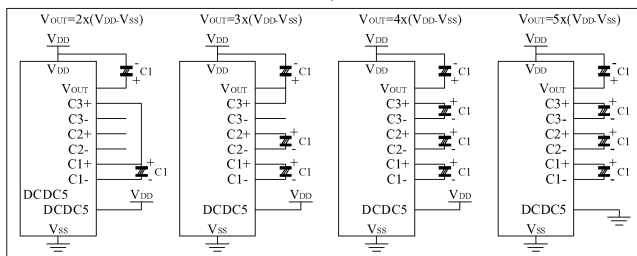 VOUT=2x(VDD-VSS)
VDD
VDD
- C1
+
VOUT
C3+
C3-
C2+
C2-
C1+ +
C1- - C1
DCDC5
DCDC5 VDD
VSS
VOUT=3x(VDD-VSS)
VDD
VDD
- C1
+
VOUT
C3+
C3-
C2+ +
C2- - C1
C1+ +
C1- - C1
DCDC5 VDD
VSS
VOUT=4x(VDD-VSS)
VDD
VDD
- C1
+
VOUT
C3+ +
C3- - C1
C2+ +
C2- - C1
C1+ +
C1- - C1
DCDC5 VDD
VSS
VOUT=5x(VDD-VSS)
VDD
VDD
- C1
+
VOUT
C3+ +
C3- - C1
C2+ +
C2- - C1
C1+ +
C1- - C1
DCDC5
VSS